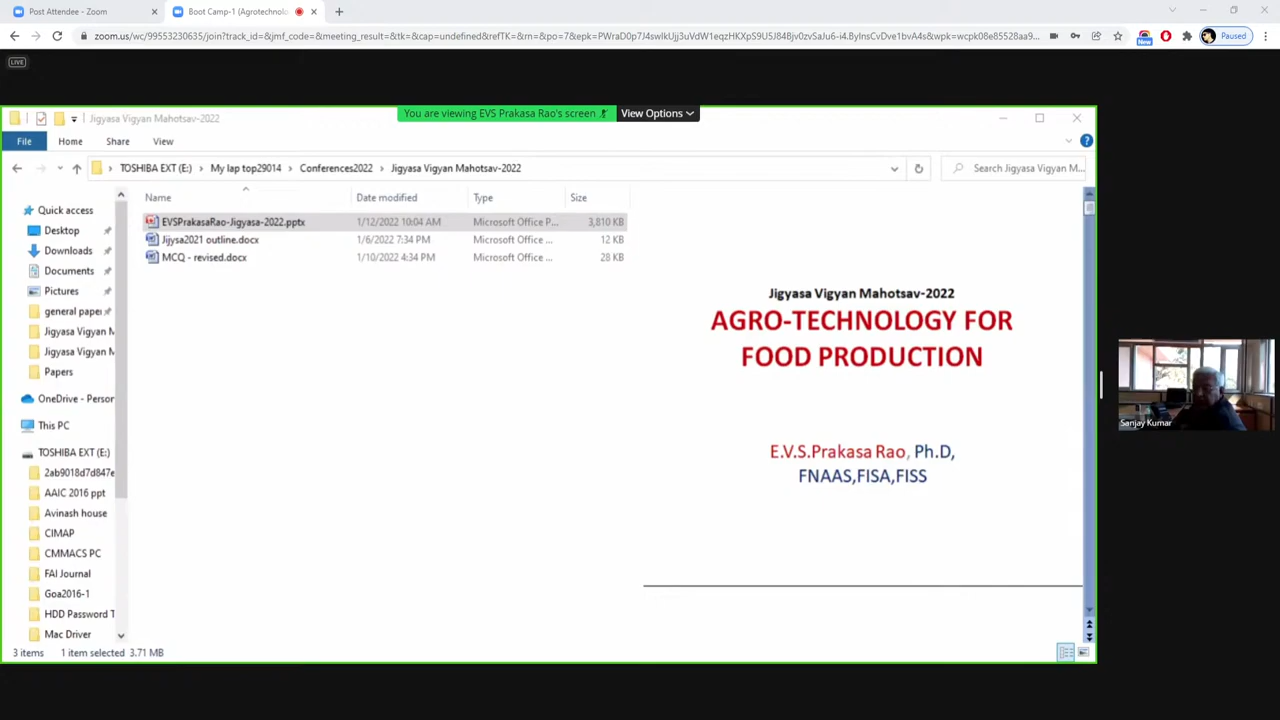 Post Attendee - Zoom
Boot Camp-1 (Agrotechnolo
zoom.us/wc/99553230635/join?track_id=&jmf_code=&meeting_result=&tk=&cap=undefined&refTK=&rn=&po=7&epk=
New
Paused
LIVE
Jigyasa Vigyan Mahotsav-2022
You are viewing EVS Prakasa Rao's screen
View Options
File
Home
Share
View
TOSHIBA EXT (E:)
My lap top29014
Conferences2022
Jigyasa Vigyan Mahotsav-2022
Search Jigyasa Vigyan M...
Name
Date modified
Type
Size
EVSPrakasaRao-Jigyasa-2022.pptx
1/12/2022 10:04 AM
Microsoft Office P...
3,810 KB
Jijysa2021 outline.docx
1/6/2022 7:34 PM
Microsoft Office ...
12 KB
MCQ - revised.docx
1/10/2022 4:34 PM
Microsoft Office ...
28 KB
Quick access
Desktop
Downloads
Documents
Pictures
general paper
Jigyasa Vigyan M
Jigyasa Vigyan M
Papers
OneDrive - Person
This PC
TOSHIBA EXT (E:)
2ab9018d7d847e
AAIC 2016 ppt
Avinash house
CIMAP
CMMACS PC
FAI Journal
Goa2016-1
HDD Password T
Mac Driver
3 items
1 item selected 3.71 MB
Jigyasa Vigyan Mahotsav-2022
AGRO-TECHNOLOGY FOR
FOOD PRODUCTION
E.V.S.Prakasa Rao, Ph.D,
FNAAS,FISA,FISS
Sanjay Kumar